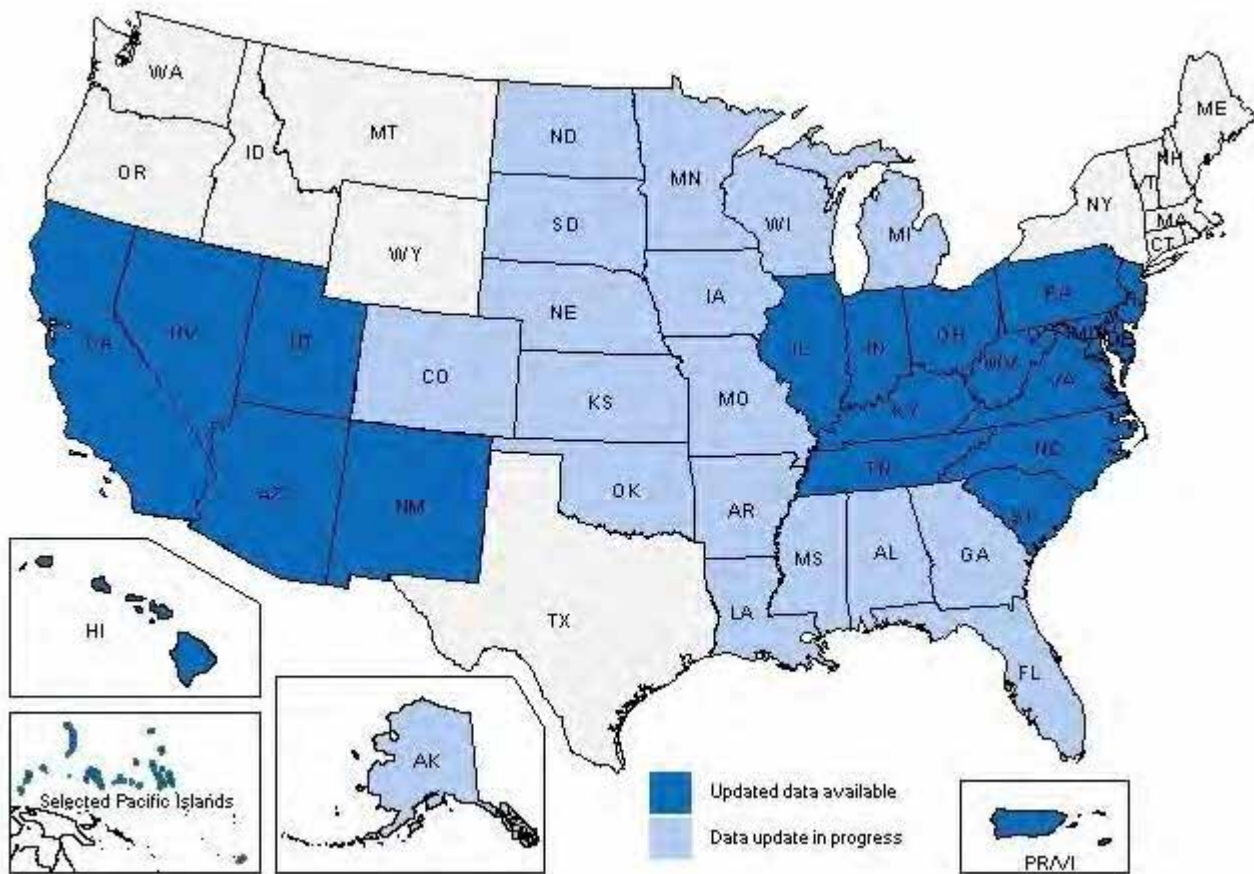 WA
MT
ND
MN
ME
OR
ID
SD
WI
MI
NY
NH
MA
CT
WY
IA
NE
PA
NV
UT
CO
IL
IN
OH
WV
VA
CA
KS
MO
KY
NC
AZ
NM
OK
AR
TN
MS
AL
GA
TX
LA
FL
HI
AK
Selected Pacific Islands
Updated data available
Data update in progress
PR/VI